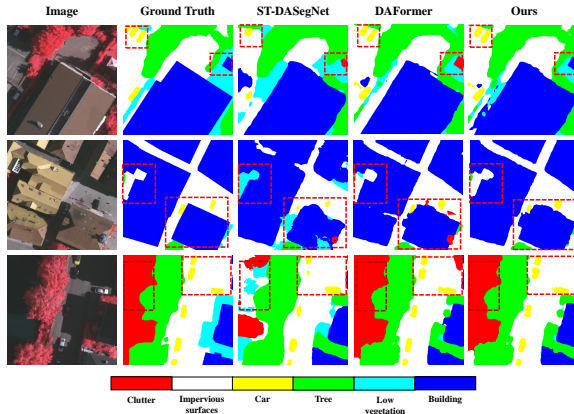 Image Ground Truth ST-DASegNet DAFormer Ours
Clutter Impervious surfaces Car Tree Low vegetation Building